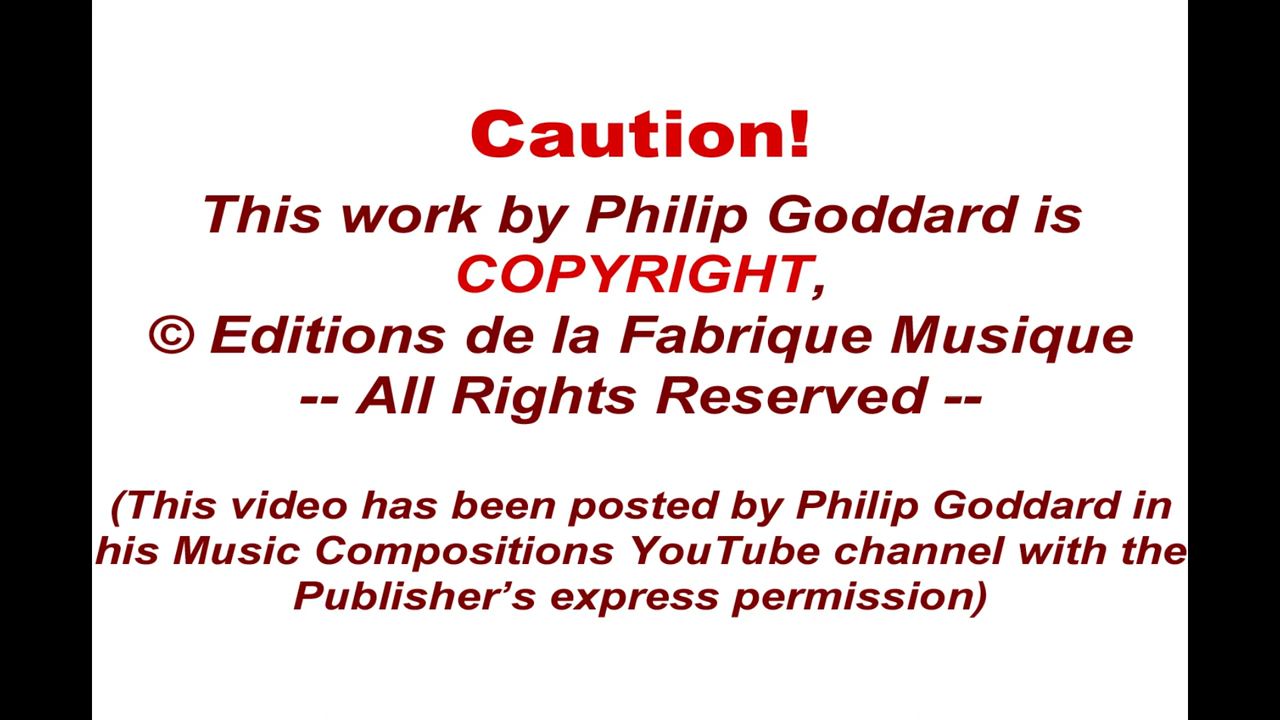 Caution!
This work by Philip Goddard is
COPYRIGHT,
© Editions de la Fabrique Musique
-- All Rights Reserved --
(This video has been posted by Philip Goddard in
his Music Compositions YouTube channel with the
Publisher’s express permission)